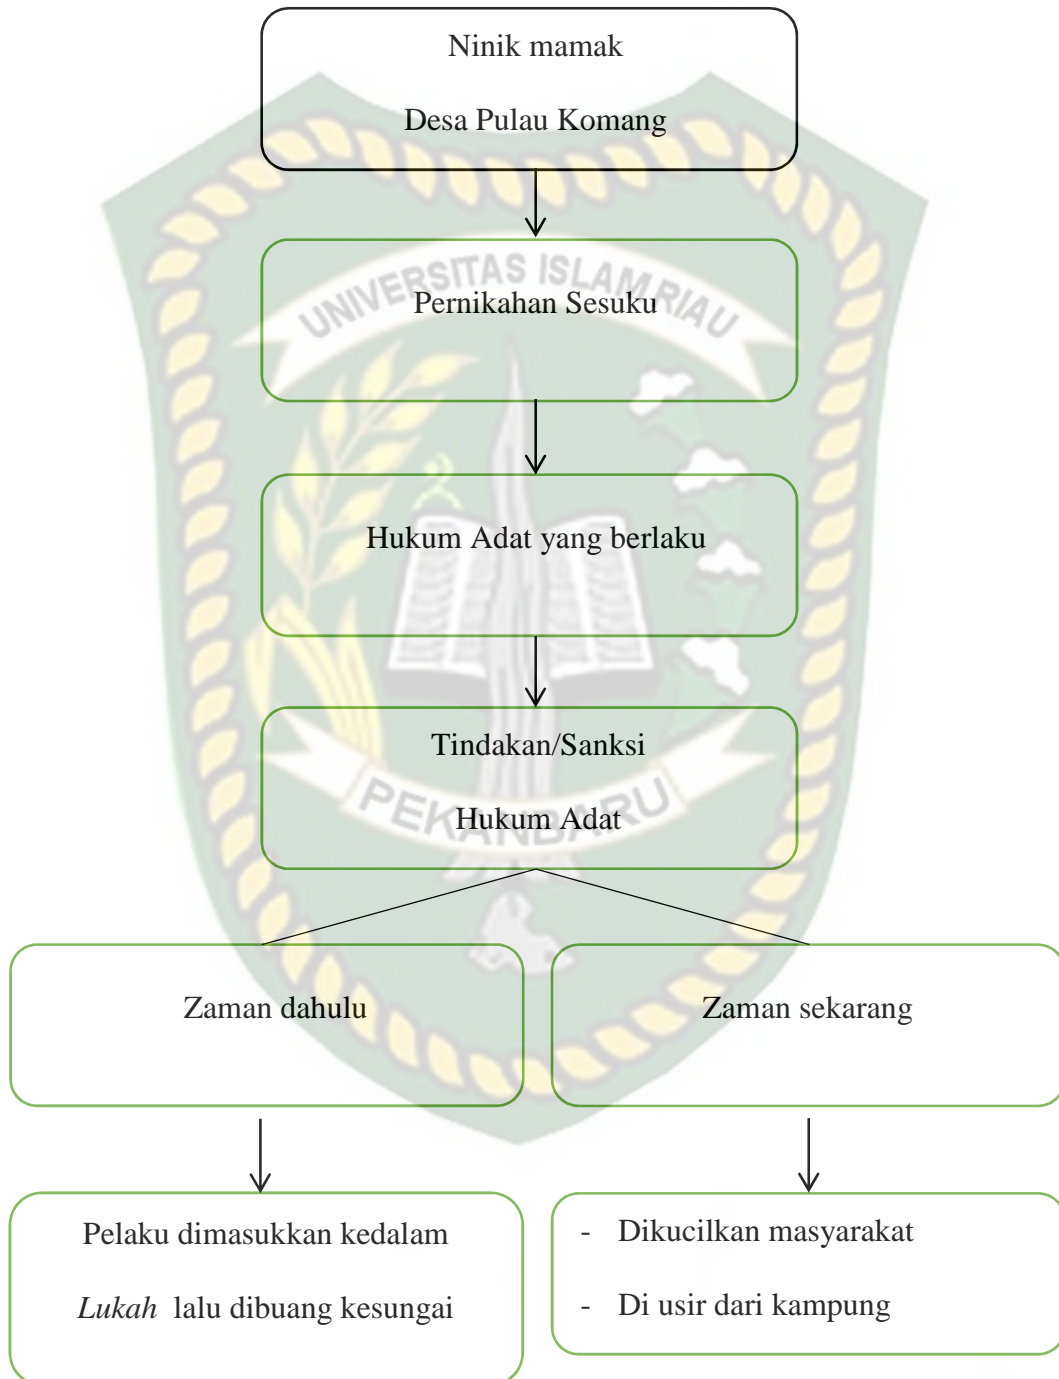 Ninik mamak
Desa Pulau Komang
UNIVERSITAS ISLAM RIAU
Pernikahan Sesuku
Hukum Adat yang berlaku
Tindakan/Sanksi
PEKANBARU
Hukum Adat
Zaman dahulu
Zaman sekarang
Pelaku dimasukkan kedalam
Lukah lalu dibuang kesungai
- Dikucilkan masyarakat
- Di usir dari kampung